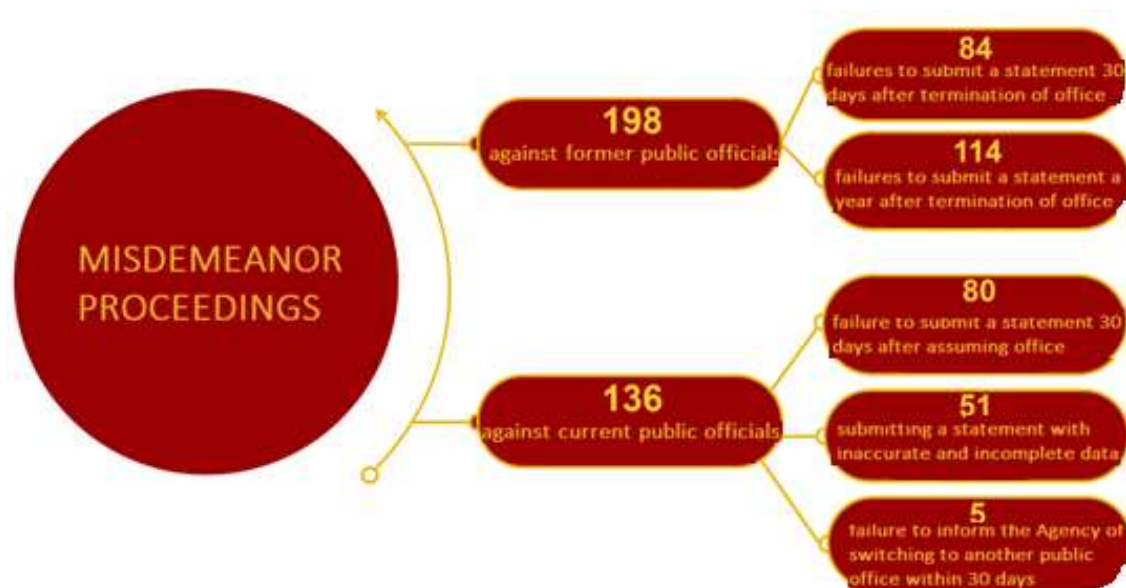 MISDEMEANOR
PROCEEDINGS
198
against former public officials
84
failures to submit a statement 30
days after termination of office
114
failures to submit a statement a
year after termination of office
136
against current public officials
80
failure to submit a statement 30
days after assuming office
51
submitting a statement with
inaccurate and incomplete data
5
failure to inform the Agency of
switching to another public
office within 30 days